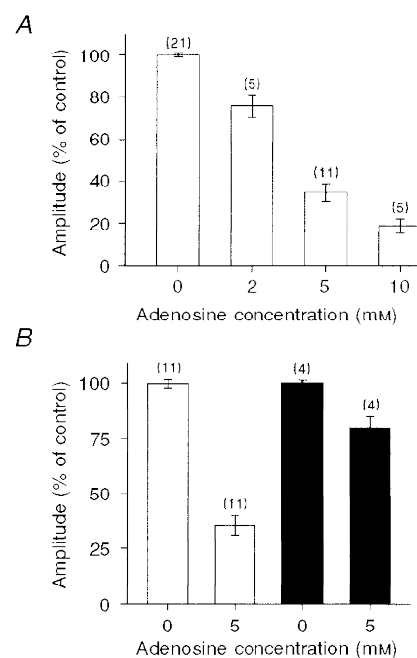 A
Amplitude (% of control)
100
80
60
40
20
0
(21)
(5)
(11)
(5)
0 2 5 10
Adenosine concentration (mM)
B
Amplitude (% of control)
100
75
50
25
0
(11)
(11)
(4)
(4)
0 5 0 5
Adenosine concentration (mM)